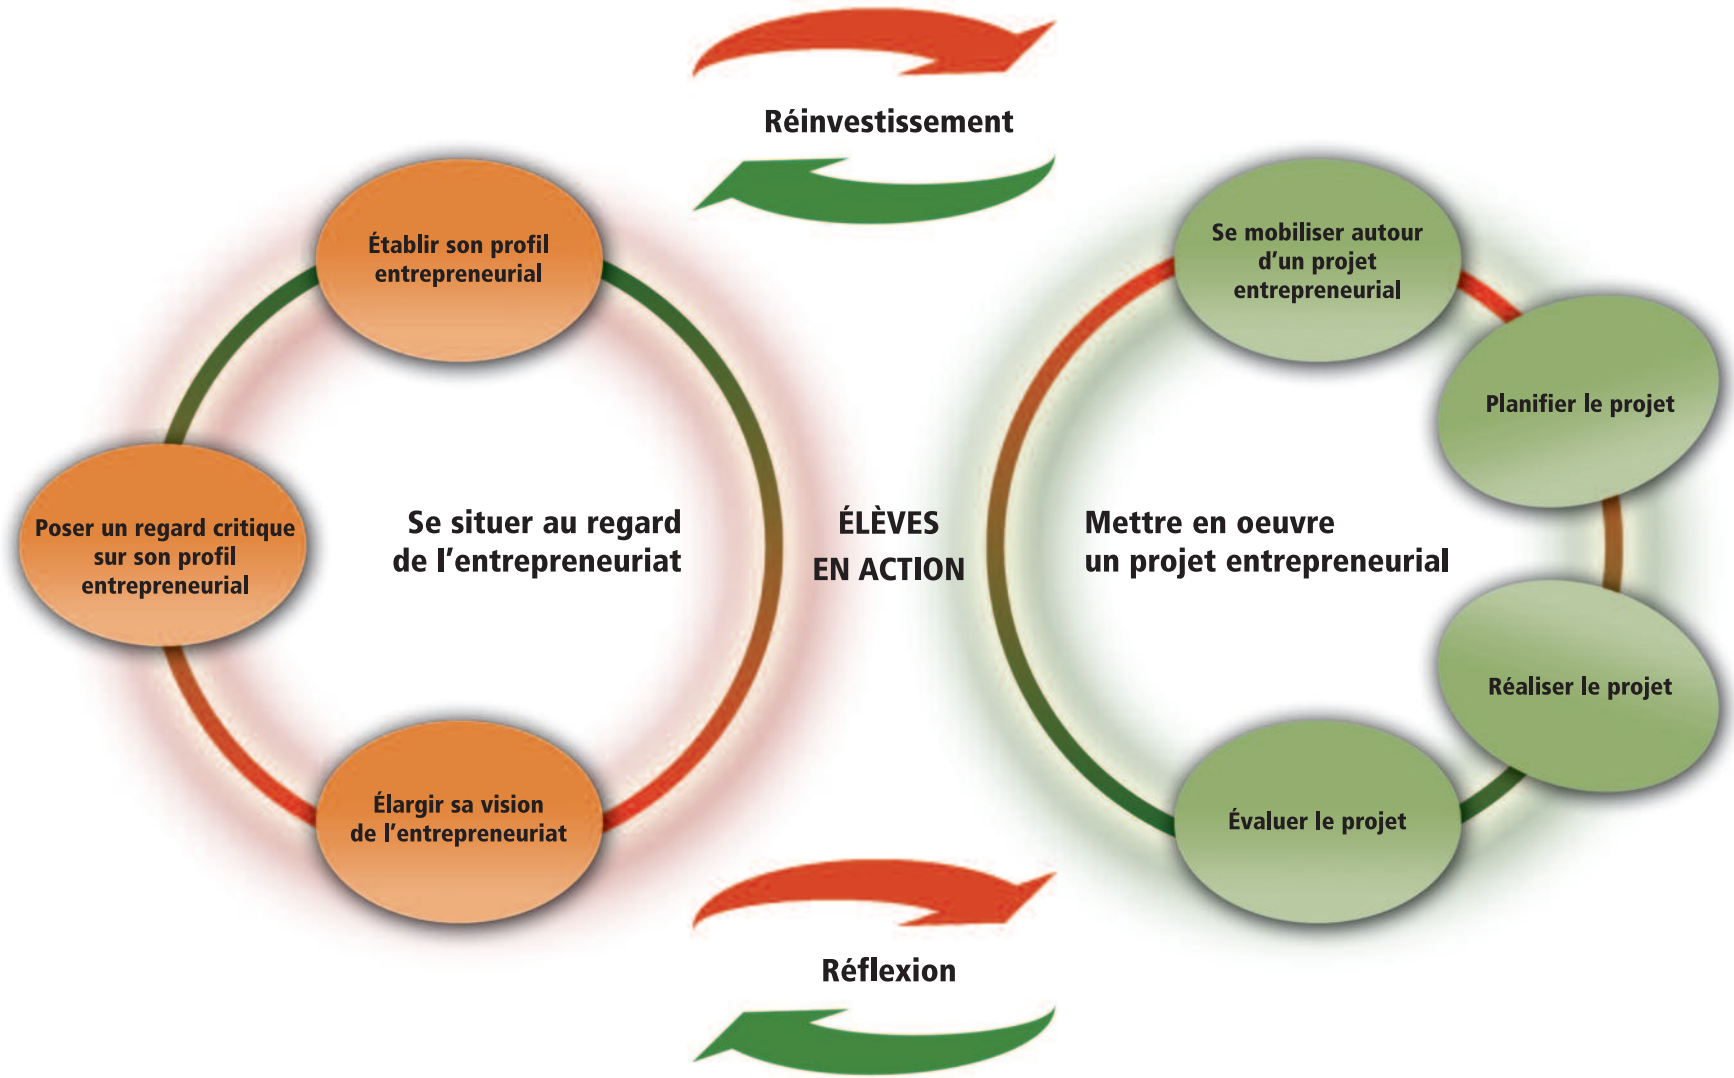 Réinvestissement
Établir son profil
entrepreneurial
Poser un regard critique
sur son profil
entrepreneurial
Élargir sa vision
de l'entrepreneuriat
Se situer au regard
de l'entrepreneuriat
ÉLÈVES
EN ACTION
Mettre en oeuvre
un projet entrepreneurial
Se mobiliser autour
d'un projet
entrepreneurial
Planifier le projet
Réaliser le projet
Évaluer le projet
Réflexion